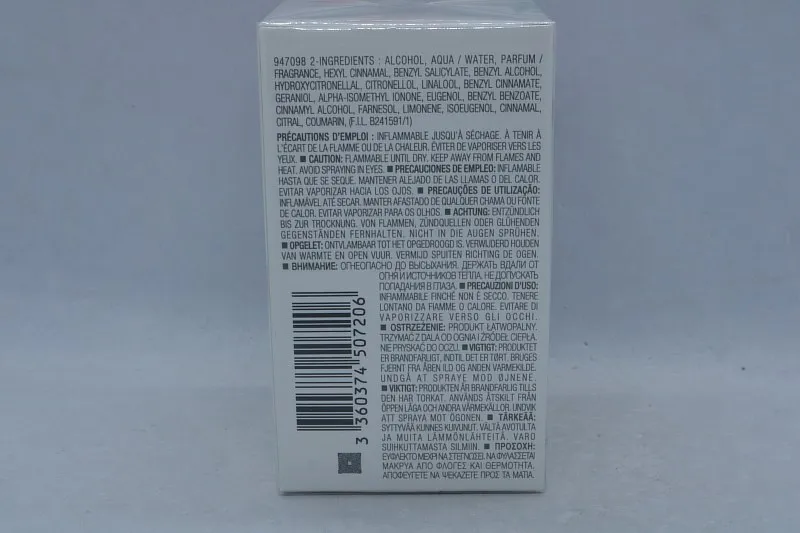 947098 2-INGREDIENTS : ALCOHOL, AQUA / WATER, PARFUM /
FRAGRANCE, HEXYL CINNAMAL, BENZYL SALICYLATE, BENZYL ALCOHOL,
HYDROXYCITRONELLAL, CITRONELLOL, LINALOOL, BENZYL CINNAMATE,
GERANIOL, ALPHA-ISOMETHYL IONONE, EUGENOL, BENZYL BENZOATE,
CINNAMYL ALCOHOL, FARNESOL, LIMONENE, ISOEUGENOL, CINNAMAL,
CITRAL, COUMARIN, (F.I.L. B241591/1)
PRÉCAUTIONS D'EMPLOI : INFLAMMABLE JUSQU'À SÉCHAGE. À TENIR À
L'ÉCART DE LA FLAMME OU DE LA CHALEUR. ÉVITER DE VAPORISER VERS LES
YEUX. ■ CAUTION: FLAMMABLE UNTIL DRY. KEEP AWAY FROM FLAMES AND
HEAT. AVOID SPRAYING IN EYES. ■ PRECAUCIONES DE EMPLEO: INFLAMABLE
HASTA QUE SE SEQUE. MANTENER ALEJADO DE LAS LLAMAS O DEL CALOR.
EVITAR VAPORIZAR HACIA LOS OJOS. ■ PRECAUÇÕES DE UTILIZAÇÃO:
INFLAMÁVEL ATÉ SECAR. MANTER AFASTADO DE QUALQUER CHAMA OU FONTE
DE CALOR. EVITAR VAPORIZAR PARA OS OLHOS. ■ ACHTUNG: ENTZÜNDLICH
BIS ZUR TROCKNUNG. VON FLAMMEN, ZÜNDQUELLEN ODER GLÜHENDEN
GEGENSTÄNDEN FERNHALTEN. NICHT IN DIE AUGEN SPRÜHEN.
■ OPGELET: ONTVLAMBAAR TOT HET OPGEDROOGD IS. VERWIJDERD HOUDEN
VAN WARMTE EN OPEN VUUR. VERMIJD SPUITEN RICHTING DE OGEN.
■ ВНИМАНИЕ: ОГНЕОПАСНО ДО ВЫСЫХАНИЯ. ДЕРЖАТЬ ВДАЛИ ОТ
ОГНЯ И ИСТОЧНИКОВ ТЕПЛА. НЕ ДОПУСКАТЬ
ПОПАДАНИЯ В ГЛАЗА. ■ PRECAUZIONI D'USO:
INFIAMMABILE FINCHÉ NON È SECCO. TENERE
LONTANO DA FIAMME O CALORE. EVITARE DI
VAPORIZZARE VERSO GLI OCCHI.
■ OSTRZEŻENIE: PRODUKT ŁATWOPALNY.
TRZYMAĆ Z DALA OD OGNIA I ŹRÓDEŁ CIEPŁA.
NIE PRYSKAĆ DO OCZU. ■ VIGTIGT: PRODUKTET
ER BRANDFARLIGT, INDTIL DET ER TØRT. BRUGES
FJERNT FRA ÅBEN ILD OG ANDEN VARMEKILDE.
UNDGÅ AT SPRAYE MOD ØJNENE.
■ VIKTIGT: PRODUKTEN ÄR BRANDFARLIG TILLS
DEN HAR TORKAT. ANVÄNDS ÅTSKILT FRÅN
ÖPPEN LÅGA OCH ANDRA VÄRMEKÄLLOR. UNDVIK
ATT SPRAYA MOT ÖGONEN. ■ TÄRKEÄÄ:
SYTTYVÄÄ KUNNES KUIVUNUT. VÄLTÄ AVOTULTA
JA MUITA LÄMMÖNLÄHTEITÄ. VARO
SUIHKUTTAMASTA SILMIIN. ■ ΠΡΟΣΟΧΗ:
ΕΥΦΛΕΚΤΟ ΜΕΧΡΙ ΝΑ ΣΤΕΓΝΩΣΕΙ. ΝΑ ΦΥΛΑΣΣΕΤΑΙ
ΜΑΚΡΥΑ ΑΠΟ ΦΛΟΓΕΣ ΚΑΙ ΘΕΡΜΟΤΗΤΑ.
ΑΠΟΦΕΥΓΕΤΕ ΝΑ ΨΕΚΑΖΕΤΕ ΠΡΟΣ ΤΑ ΜΑΤΙΑ.
3 360374 507206